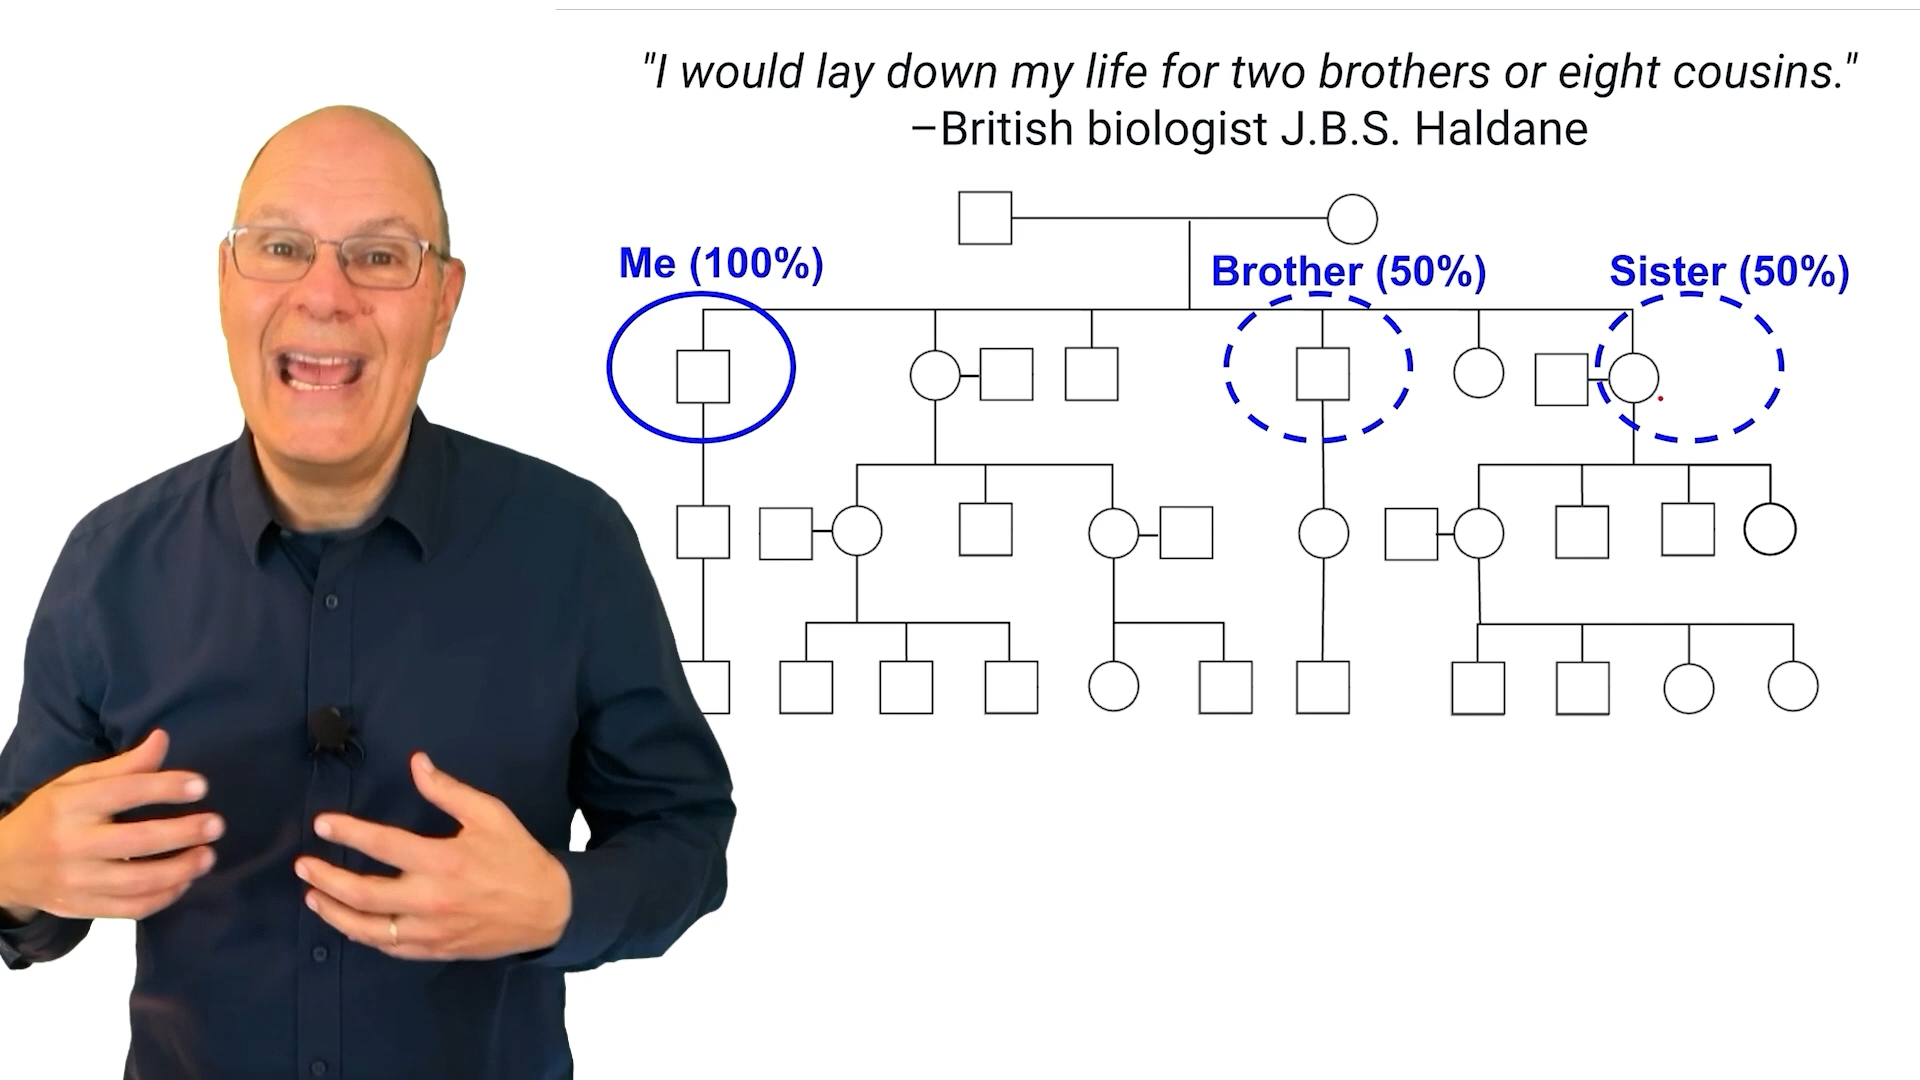 "I would lay down my life for two brothers or eight cousins."
–British biologist J.B.S. Haldane
Me (100%)
Brother (50%)
Sister (50%)